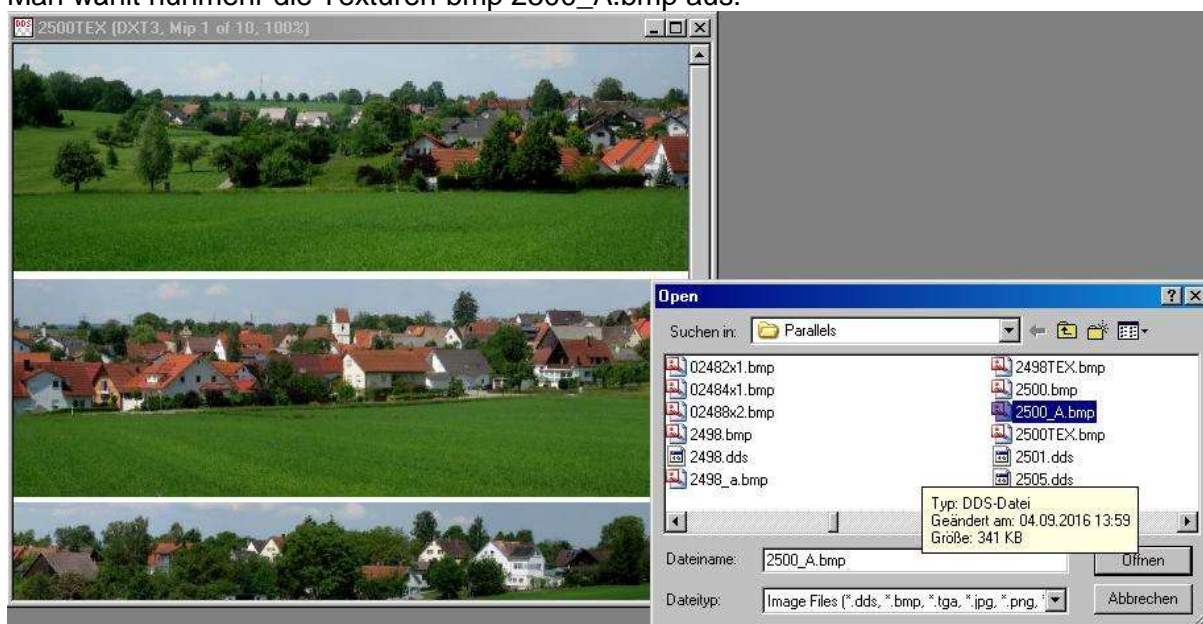 Man wählt nunmehr die Texturen-bmp 2500_A.bmp aus.
2500TEX (DXT3, Mip 1 of 10, 100%)
Open
Suchen in: Parallels
02482x1.bmp
02484x1.bmp
02488x2.bmp
2498.bmp
2498.dds
2498_a.bmp
2498TEX.bmp
2500.bmp
2500_A.bmp
2500TEX.bmp
2501.dds
2505.dds
Typ: DDS-Datei
Geändert am: 04.09.2016 13:59
Größe: 341 KB
Dateiname: 2500_A.bmp
Öffnen
Dateityp: Image Files (*.dds, *.bmp, *.tga, *.jpg, *.png, *
Abbrechen